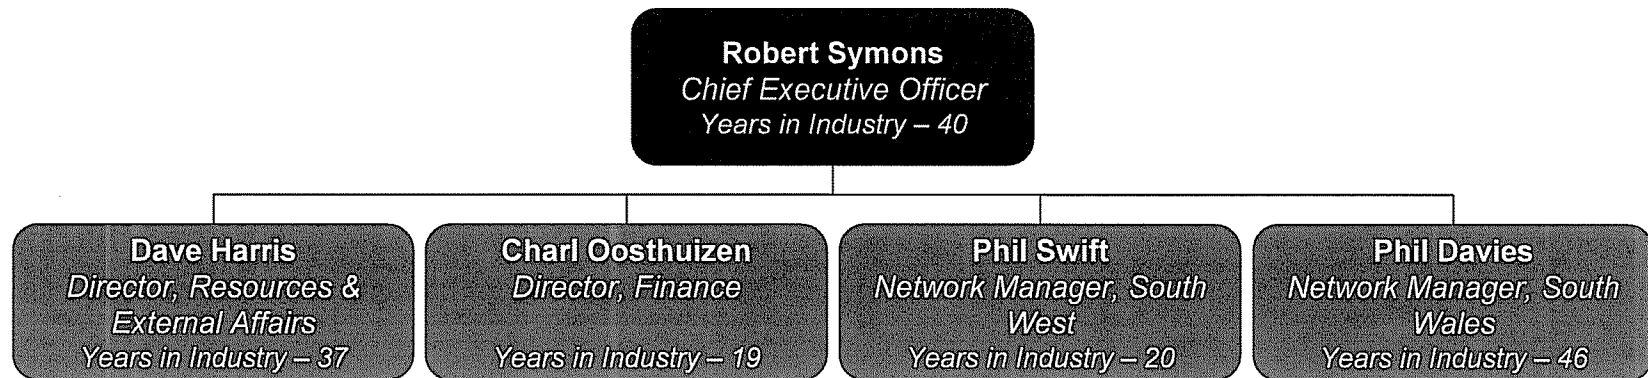 Robert Symons
Chief Executive Officer
Years in Industry – 40
Dave Harris
Director, Resources &
External Affairs
Years in Industry – 37
Charl Oosthuizen
Director, Finance
Years in Industry – 19
Phil Swift
Network Manager, South
West
Years in Industry – 20
Phil Davies
Network Manager, South
Wales
Years in Industry – 46